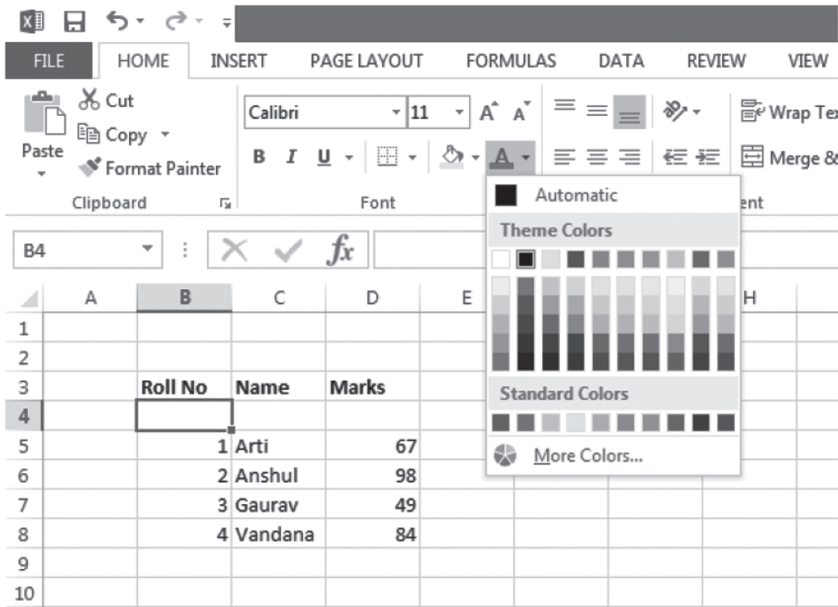 FILE HOME INSERT PAGE LAYOUT FORMULAS DATA REVIEW VIEW
Cut
Copy
Format Painter
Paste
Clipboard
Calibri 11
B I U A
Font
Wrap Tex
Merge &
ent
Automatic
Theme Colors
Standard Colors
More Colors...
B4 fx
A B C D E H
1
2
3 Roll No Name Marks
4
5 1 Arti 67
6 2 Anshul 98
7 3 Gaurav 49
8 4 Vandana 84
9
10